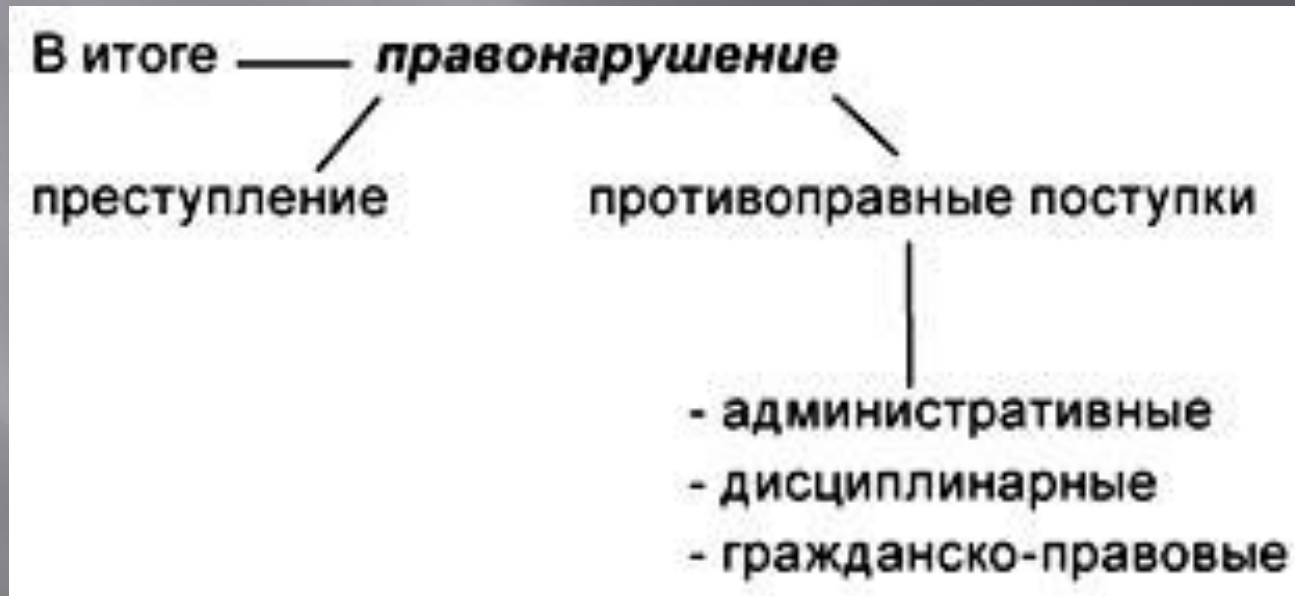 В итоге правонарушение
преступление противоправные поступки
- административные
- дисциплинарные
- гражданско-правовые